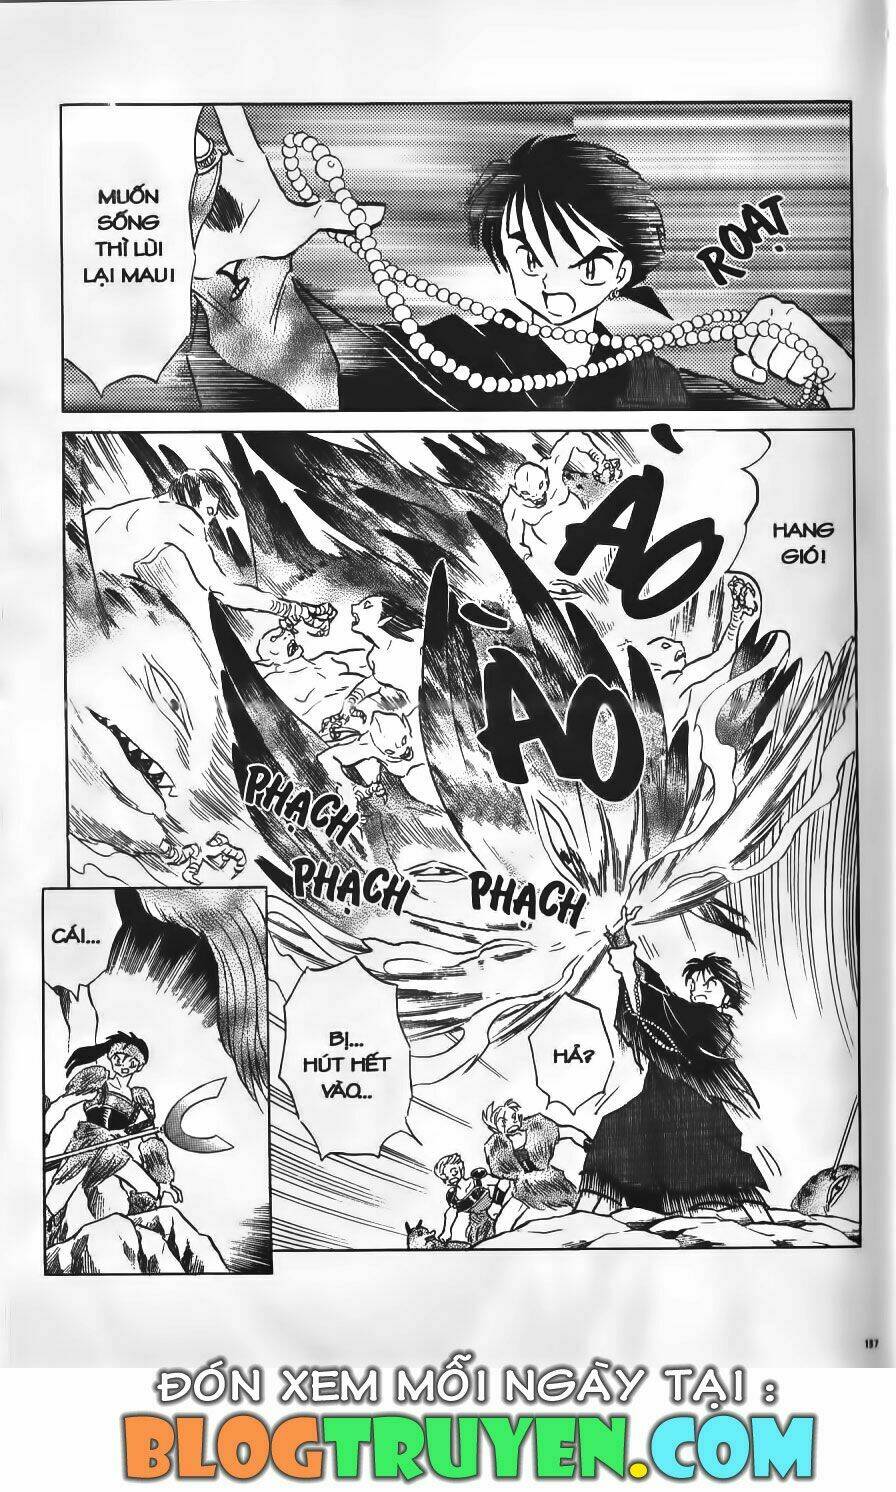 MUỐN
SỐNG
THÌ LÙI
LẠI MAU!
ROẠT
HANG
GIÓ!
ÀO
ÀO
PHẠCH
PHẠCH
PHẠCH
CÁI...
BỊ...
HÚT HẾT
VÀO...
HẢ?
197
ĐÓN XEM MỖI NGÀY TẠI :
BLOGTRUYEN.COM